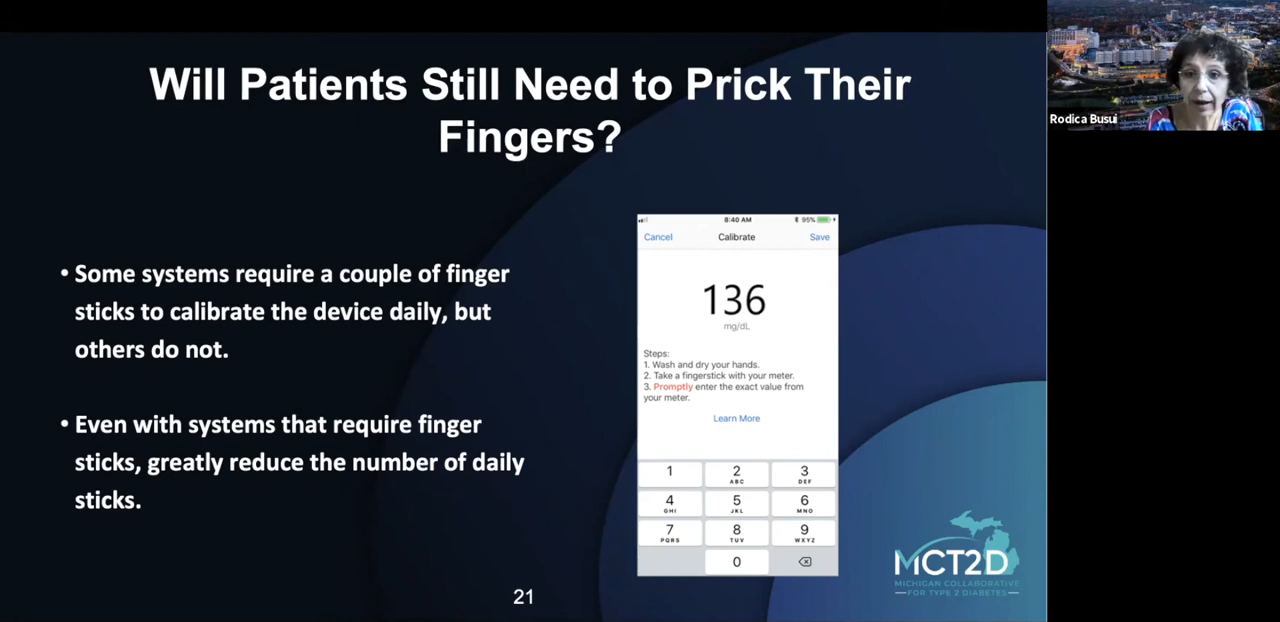 Will Patients Still Need to Prick Their
Fingers?
Rodica Busui
• Some systems require a couple of finger
sticks to calibrate the device daily, but
others do not.
• Even with systems that require finger
sticks, greatly reduce the number of daily
sticks.
8:40 AM
95%
Cancel
Calibrate
Save
136
mg/dL
Steps:
1. Wash and dry your hands.
2. Take a fingerstick with your meter.
3. Promptly enter the exact value from
your meter.
Learn More
1
2
ABC
3
DEF
4
GHI
5
JKL
6
MNO
7
PQRS
8
TUV
9
WXYZ
0
MCT2D
MICHIGAN COLLABORATIVE
FOR TYPE 2 DIABETES
21